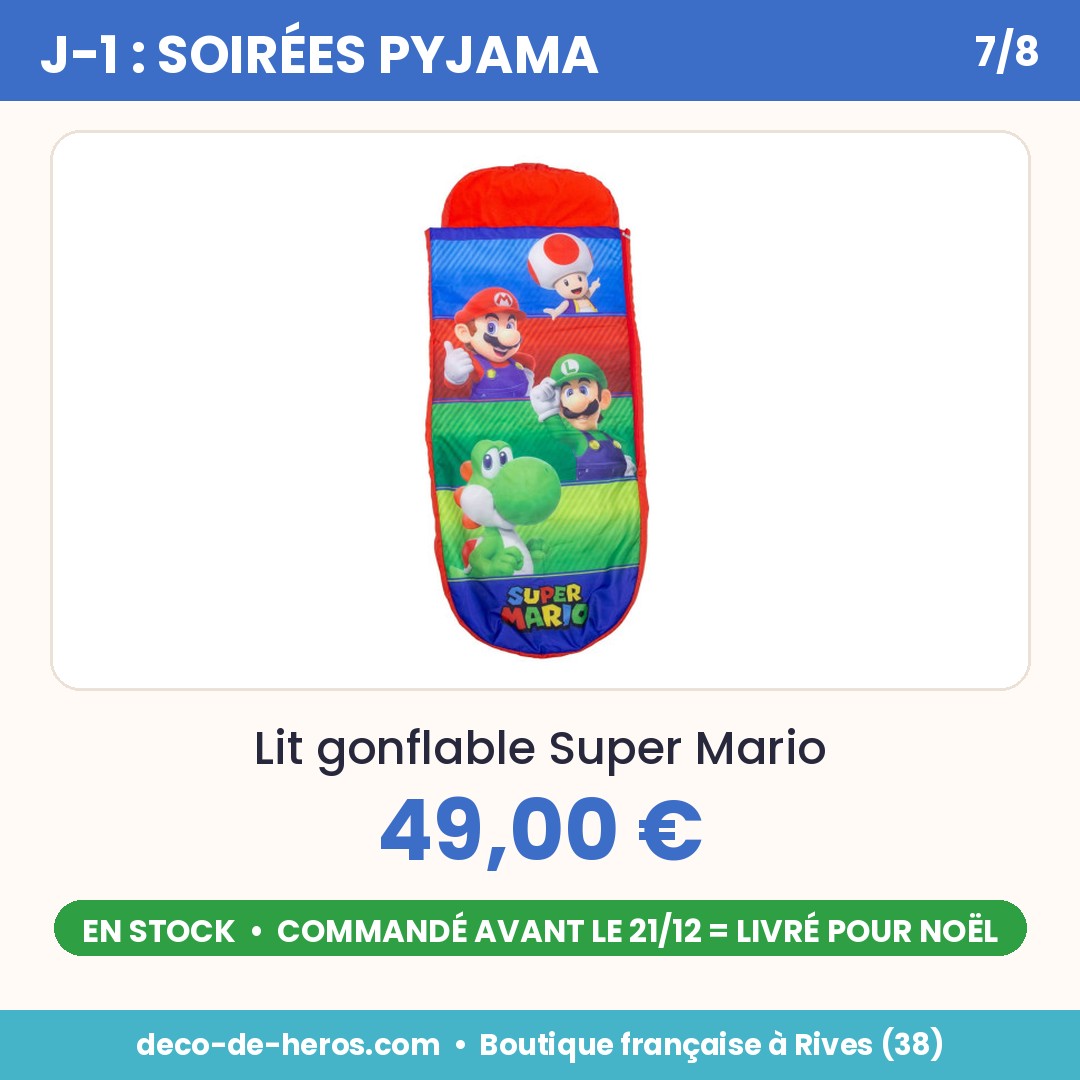 J-1 : SOIRÉES PYJAMA
7/8
M
L
SUPER
MARIO
Lit gonflable Super Mario
49,00 €
EN STOCK • COMMANDÉ AVANT LE 21/12 = LIVRÉ POUR NOËL
deco-de-heros.com • Boutique française à Rives (38)